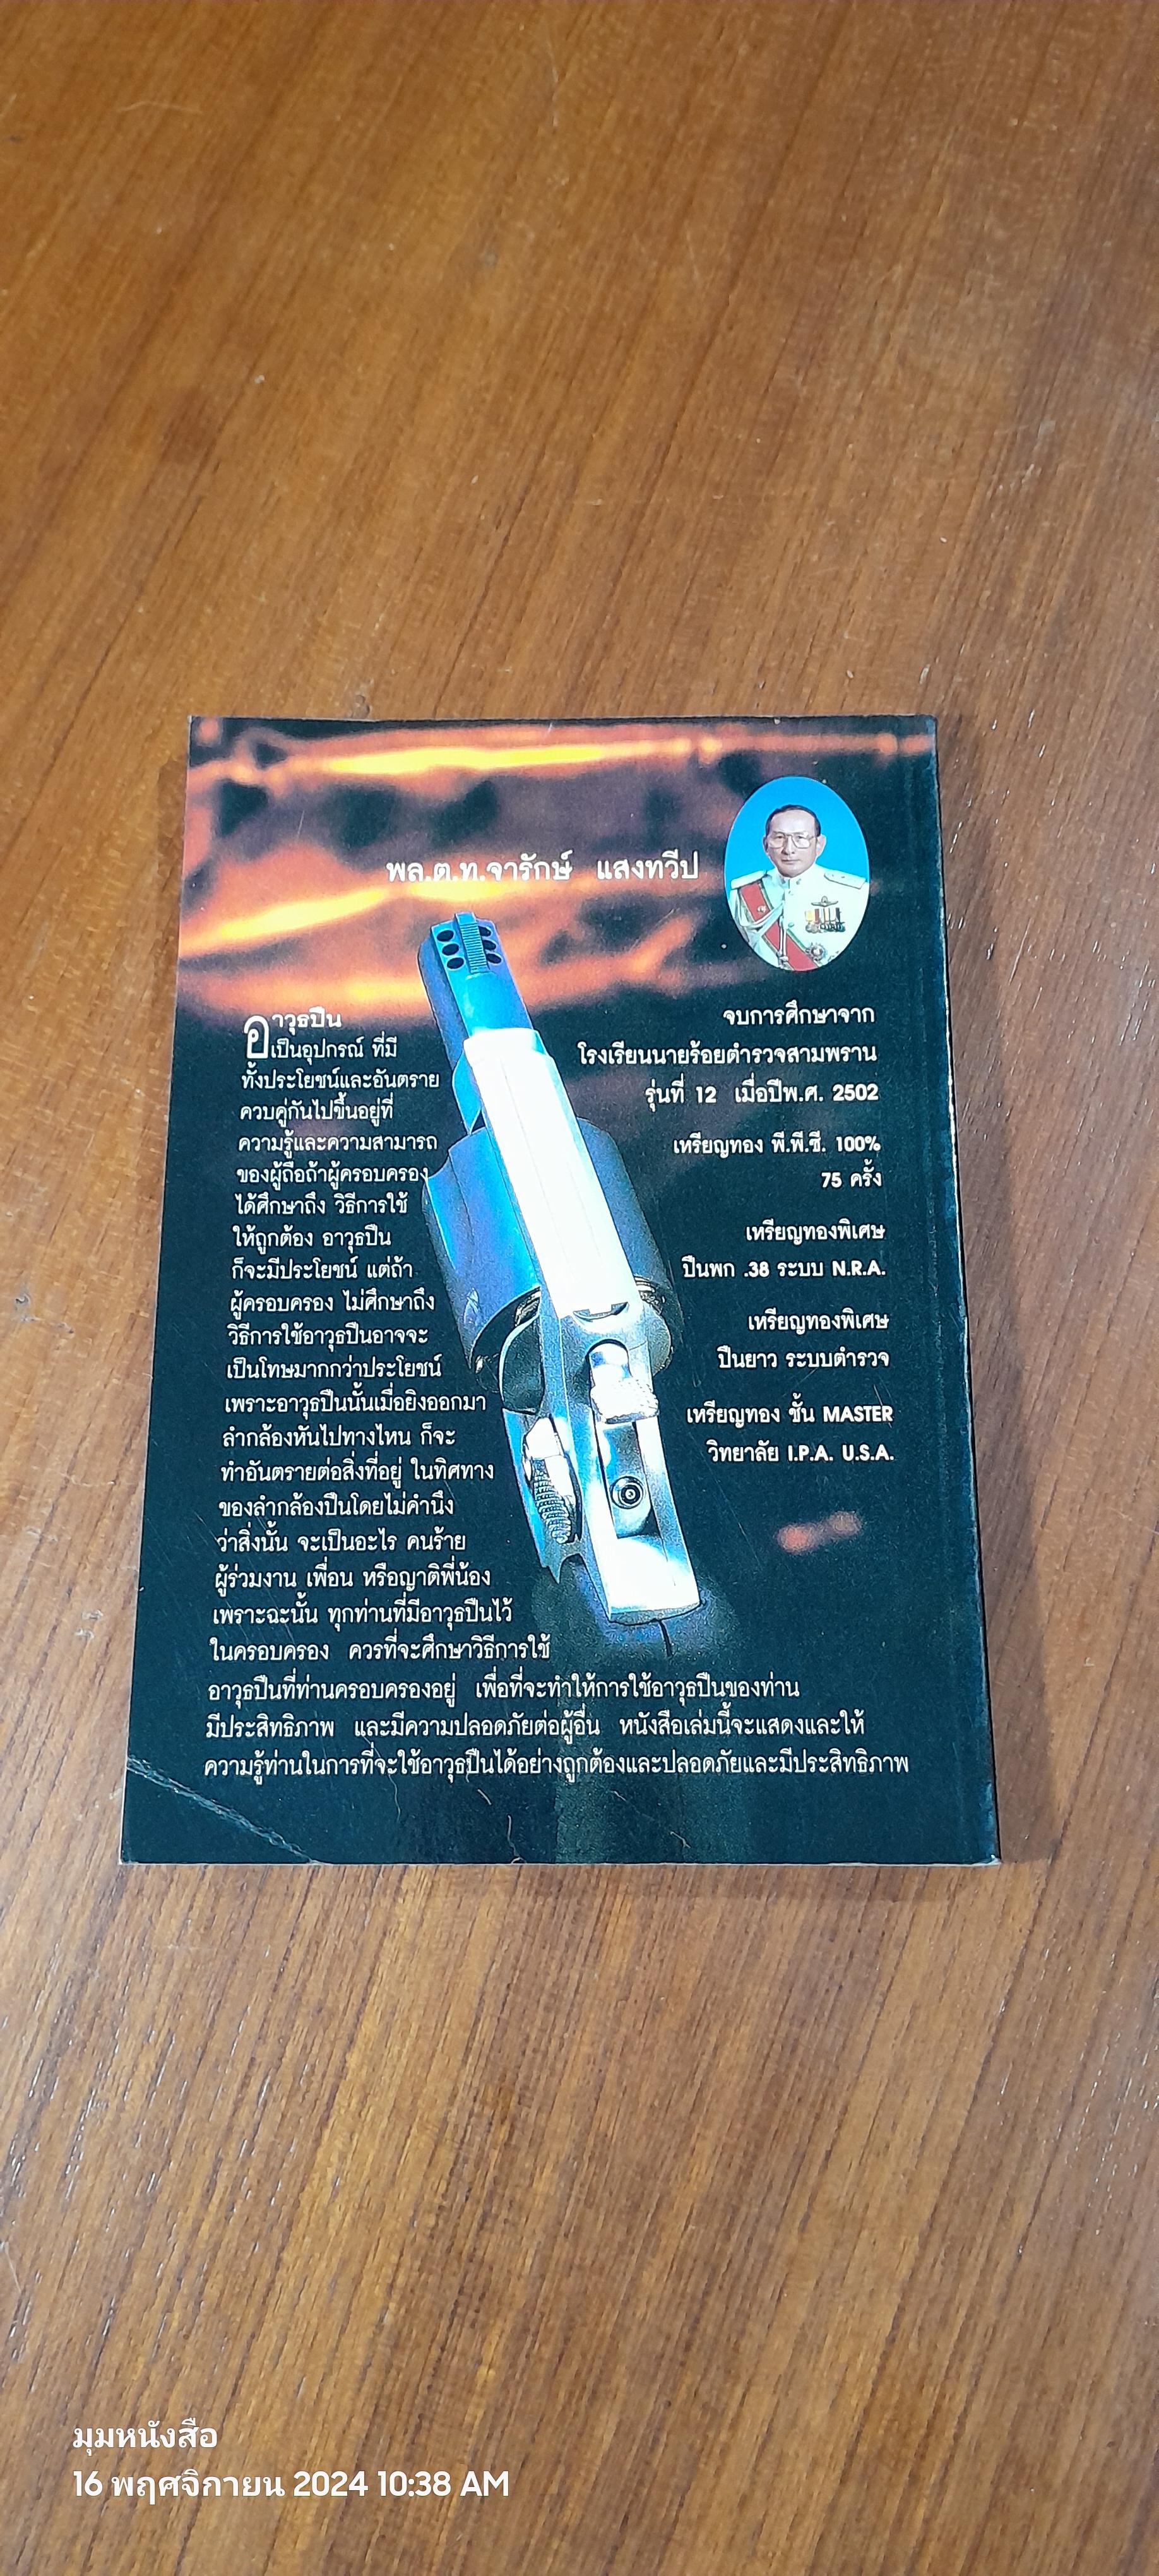 พล.ต.ท.จารักษ์ แสงทวีป
อาวุธปืน
เป็นอุปกรณ์ ที่มี
ทั้งประโยชน์และอันตราย
ควบคู่กันไปขึ้นอยู่ที่
ความรู้และความสามารถ
ของผู้ถือถ้าผู้ครอบครอง
ได้ศึกษาถึง วิธีการใช้
ให้ถูกต้อง อาวุธปืน
ก็จะมีประโยชน์ แต่ถ้า
ผู้ครอบครอง ไม่ศึกษาถึง
วิธีการใช้อาวุธปืนอาจจะ
เป็นโทษมากกว่าประโยชน์
เพราะอาวุธปืนนั้นเมื่อยิงออกมา
ลำกล้องหันไปทางไหน ก็จะ
ทำอันตรายต่อสิ่งที่อยู่ ในทิศทาง
ของลำกล้องปืนโดยไม่คำนึง
ว่าสิ่งนั้น จะเป็นอะไร คนร้าย
ผู้ร่วมงาน เพื่อน หรือญาติพี่น้อง
เพราะฉะนั้น ทุกท่านที่มีอาวุธปืนไว้
ในครอบครอง ควรที่จะศึกษาวิธีการใช้
อาวุธปืนที่ท่านครอบครองอยู่ เพื่อที่จะทำให้การใช้อาวุธปืนของท่าน
มีประสิทธิภาพ และมีความปลอดภัยต่อผู้อื่น หนังสือเล่มนี้จะแสดงและให้
ความรู้ท่านในการที่จะใช้อาวุธปืนได้อย่างถูกต้องและปลอดภัยและมีประสิทธิภาพ
จบการศึกษาจาก
โรงเรียนนายร้อยตำรวจสามพราน
รุ่นที่ 12 เมื่อปีพ.ศ. 2502
เหรียญทอง พี.พี.ซี. 100%
75 ครั้ง
เหรียญทองพิเศษ
ปืนพก .38 ระบบ N.R.A.
เหรียญทองพิเศษ
ปืนยาว ระบบตำรวจ
เหรียญทอง ชั้น MASTER
วิทยาลัย I.P.A. U.S.A.
มุมหนังสือ
16 พฤศจิกายน 2024 10:38 AM